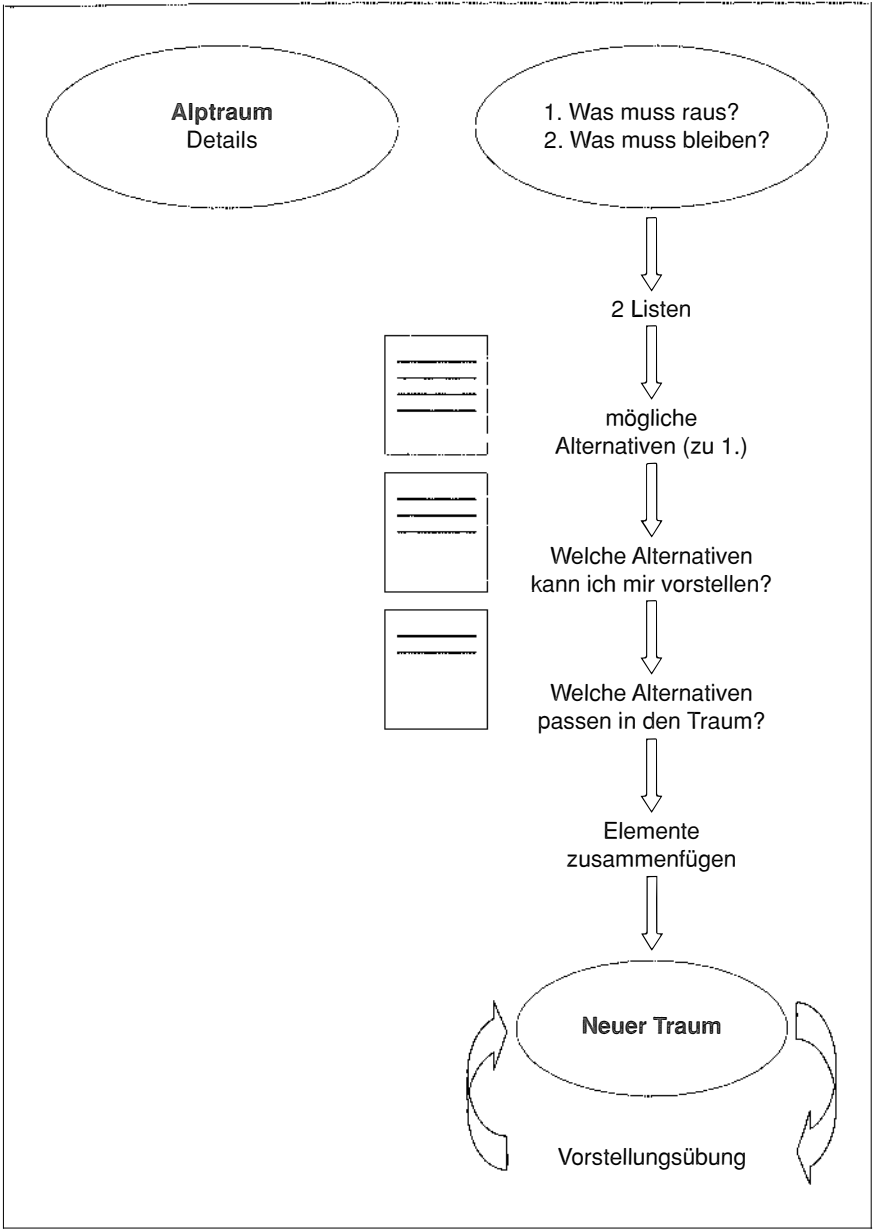 Alptraum
Details
1. Was muss raus?
2. Was muss bleiben?
2 Listen
mögliche
Alternativen (zu 1.)
Welche Alternativen
kann ich mir vorstellen?
Welche Alternativen
passen in den Traum?
Elemente
zusammenfügen
Neuer Traum
Vorstellungsübung